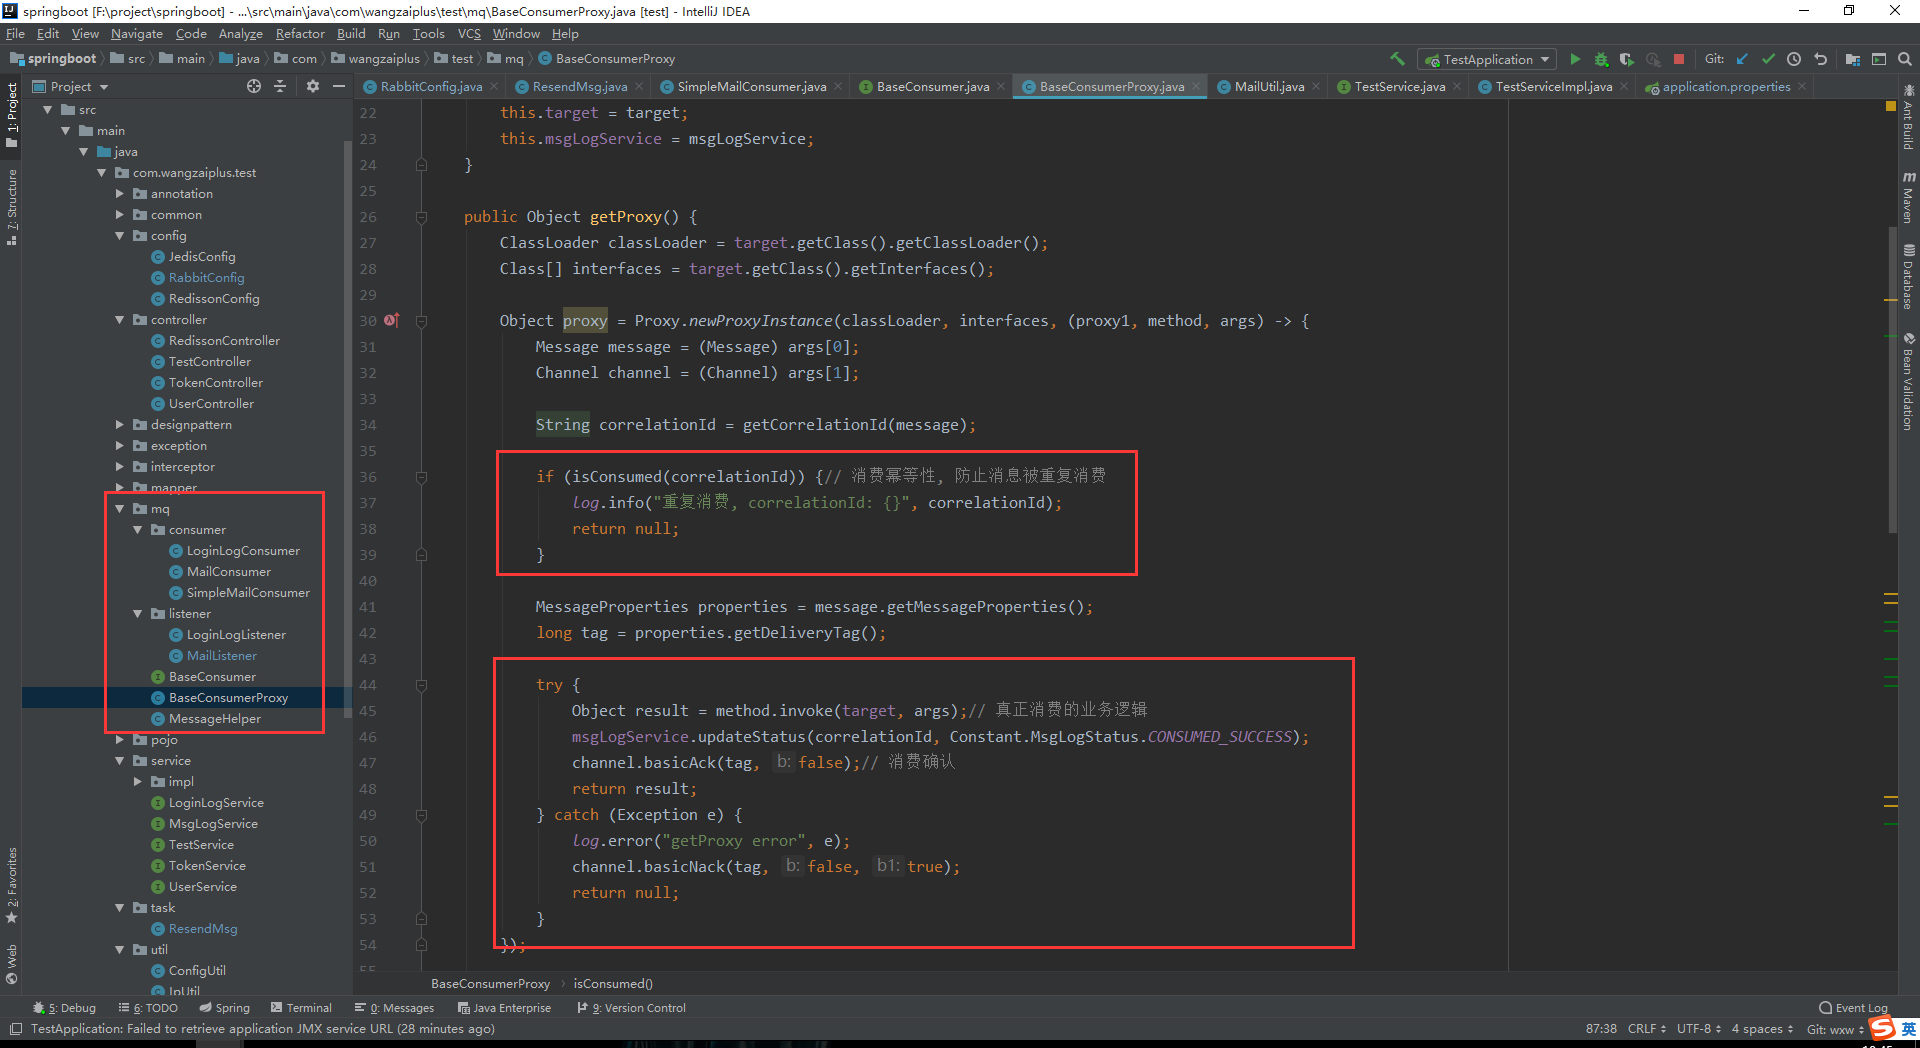 springboot [F:\project\springboot] - ...\src\main\java\com\wangzaiplus\test\mq\BaseConsumerProxy.java [test] - IntelliJ IDEA
File Edit View Navigate Code Analyze Refactor Build Run Tools VCS Window Help
springboot src main java com wangzaiplus test mq BaseConsumerProxy
TestApplication Git:
Project
RabbitConfig.java ResendMsg.java SimpleMailConsumer.java BaseConsumer.java BaseConsumerProxy.java MailUtil.java TestService.java TestServiceImpl.java application.properties
1: Project
7: Structure
2: Favorites
Web
src
main
java
com.wangzaiplus.test
annotation
common
config
JedisConfig
RabbitConfig
RedissonConfig
controller
RedissonController
TestController
TokenController
UserController
designpattern
exception
interceptor
mapper
mq
consumer
LoginLogConsumer
MailConsumer
SimpleMailConsumer
listener
LoginLogListener
MailListener
BaseConsumer
BaseConsumerProxy
MessageHelper
pojo
service
impl
LoginLogService
MsgLogService
TestService
TokenService
UserService
task
ResendMsg
util
ConfigUtil
IpUtil
22 this.target = target;
23 this.msgLogService = msgLogService;
24 }
25
26 public Object getProxy() {
27 ClassLoader classLoader = target.getClass().getClassLoader();
28 Class[] interfaces = target.getClass().getInterfaces();
29
30 Object proxy = Proxy.newProxyInstance(classLoader, interfaces, (proxy1, method, args) -> {
31 Message message = (Message) args[0];
32 Channel channel = (Channel) args[1];
33
34 String correlationId = getCorrelationId(message);
35
36 if (isConsumed(correlationId)) {// 消费幂等性, 防止消息被重复消费
37 log.info("重复消费, correlationId: {}", correlationId);
38 return null;
39 }
40
41 MessageProperties properties = message.getMessageProperties();
42 long tag = properties.getDeliveryTag();
43
44 try {
45 Object result = method.invoke(target, args);// 真正消费的业务逻辑
46 msgLogService.updateStatus(correlationId, Constant.MsgLogStatus.CONSUMED_SUCCESS);
47 channel.basicAck(tag, b: false);// 消费确认
48 return result;
49 } catch (Exception e) {
50 log.error("getProxy error", e);
51 channel.basicNack(tag, b: false, b1: true);
52 return null;
53 }
54 });
55
Ant Build
Maven
Database
Bean Validation
BaseConsumerProxy isConsumed()
5: Debug 6: TODO Spring Terminal 0: Messages Java Enterprise 9: Version Control Event Log
TestApplication: Failed to retrieve application JMX service URL (28 minutes ago) 87:38 CRLF UTF-8 4 spaces Git: wxw 英